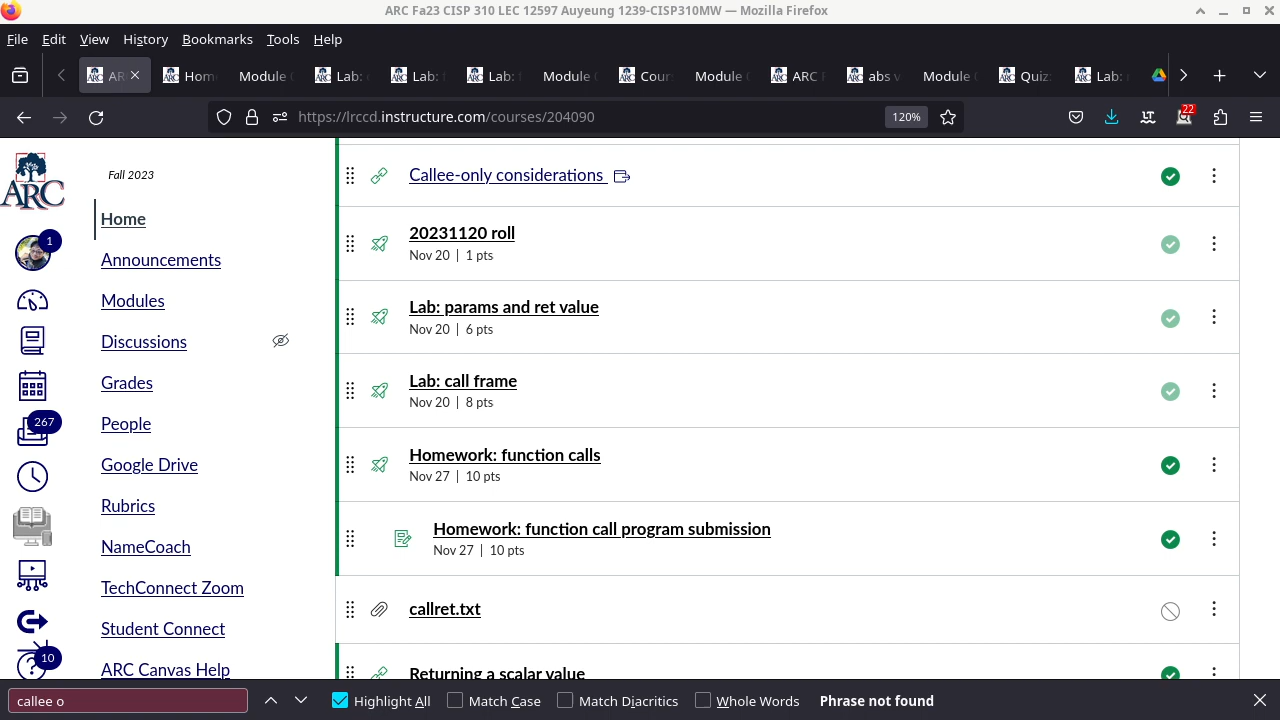 ARC Fa23 CISP 310 LEC 12597 Auyeung 1239-CISP310MW — Mozilla Firefox
File Edit View History Bookmarks Tools Help
AR Home Module Lab: Lab: Lab: Module Cour Module ARC F abs v Module Quiz: Lab:
https://lrccd.instructure.com/courses/204090 120% 22
ARC
Fall 2023
Home
1
Announcements
Modules
Discussions
Grades
People
267
Google Drive
Rubrics
NameCoach
TechConnect Zoom
Student Connect
10
ARC Canvas Help
Callee-only considerations
20231120 roll
Nov 20 | 1 pts
Lab: params and ret value
Nov 20 | 6 pts
Lab: call frame
Nov 20 | 8 pts
Homework: function calls
Nov 27 | 10 pts
Homework: function call program submission
Nov 27 | 10 pts
callret.txt
Returning a scalar value
callee o Highlight All Match Case Match Diacritics Whole Words Phrase not found